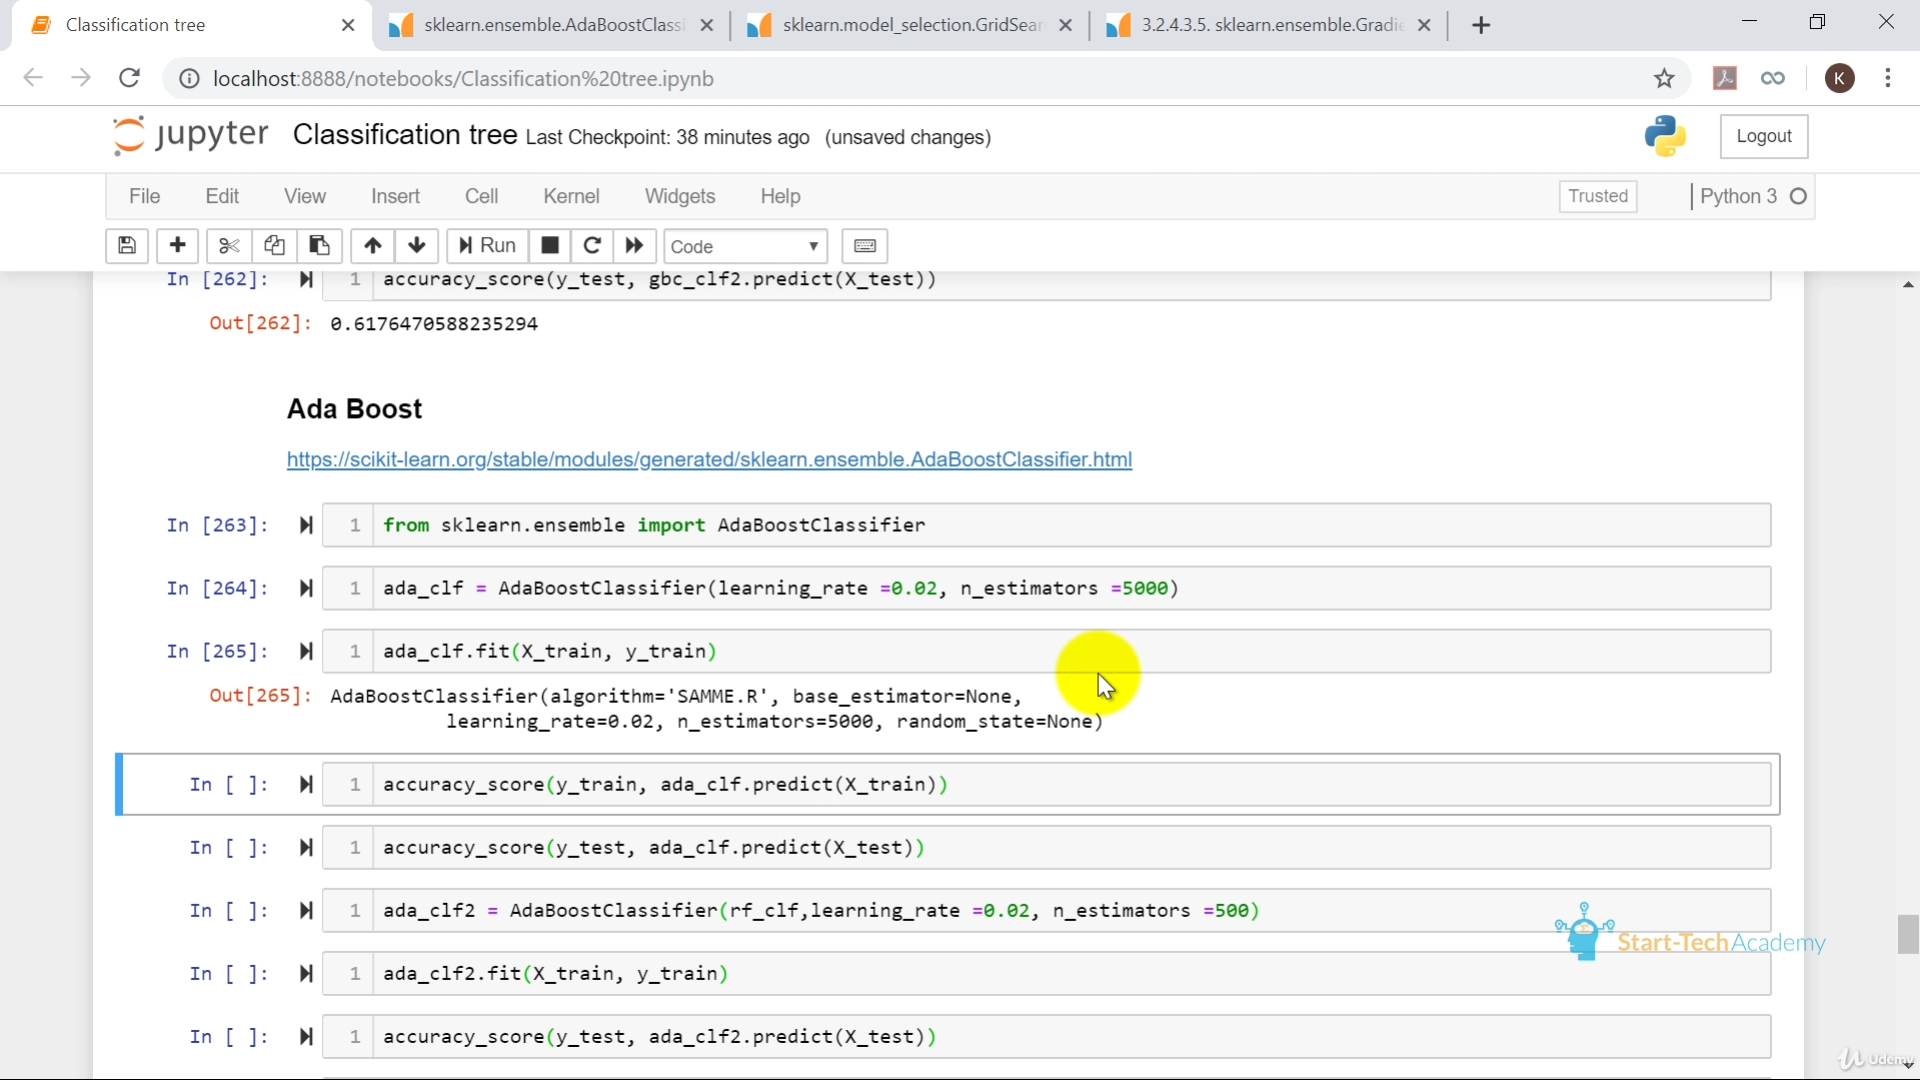 Classification tree
sklearn.ensemble.AdaBoostClassi
sklearn.model_selection.GridSear
3.2.4.3.5. sklearn.ensemble.Gradie
localhost:8888/notebooks/Classification%20tree.ipynb
K
jupyter Classification tree Last Checkpoint: 38 minutes ago (unsaved changes)
Logout
File Edit View Insert Cell Kernel Widgets Help
Trusted
Python 3
Run
Code
In [262]: 1 accuracy_score(y_test, gbc_clf2.predict(X_test))
Out[262]: 0.6176470588235294
Ada Boost
https://scikit-learn.org/stable/modules/generated/sklearn.ensemble.AdaBoostClassifier.html
In [263]: 1 from sklearn.ensemble import AdaBoostClassifier
In [264]: 1 ada_clf = AdaBoostClassifier(learning_rate =0.02, n_estimators =5000)
In [265]: 1 ada_clf.fit(X_train, y_train)
Out[265]: AdaBoostClassifier(algorithm='SAMME.R', base_estimator=None,
learning_rate=0.02, n_estimators=5000, random_state=None)
In [ ]: 1 accuracy_score(y_train, ada_clf.predict(X_train))
In [ ]: 1 accuracy_score(y_test, ada_clf.predict(X_test))
In [ ]: 1 ada_clf2 = AdaBoostClassifier(rf_clf,learning_rate =0.02, n_estimators =500)
Start-TechAcademy
In [ ]: 1 ada_clf2.fit(X_train, y_train)
In [ ]: 1 accuracy_score(y_test, ada_clf2.predict(X_test))
Udemy